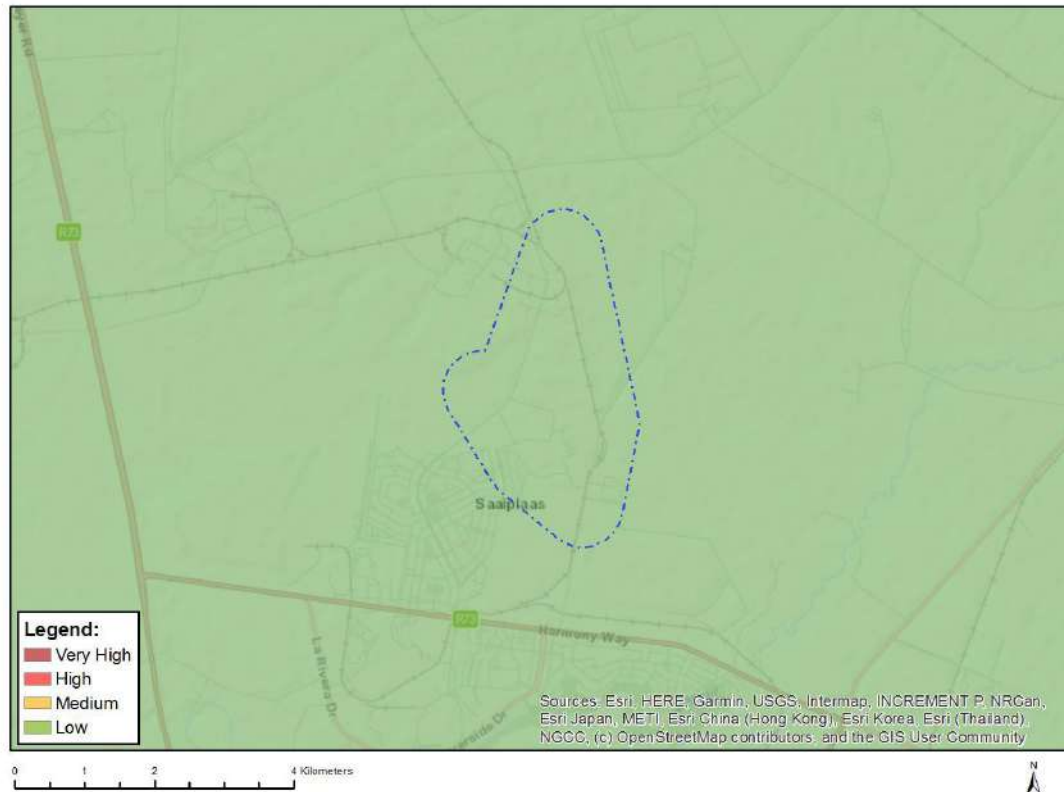 R73
Saaiplaas
R73
Harmony Way
La Riviera Dr
Legend:
Very High
High
Medium
Low
Sources: Esri, HERE, Garmin, USGS, Intermap, INCREMENT P, NRCan,
Esri Japan, METI, Esri China (Hong Kong), Esri Korea, Esri (Thailand),
NGCC, (c) OpenStreetMap contributors, and the GIS User Community
0 1 2 4 Kilometers
N